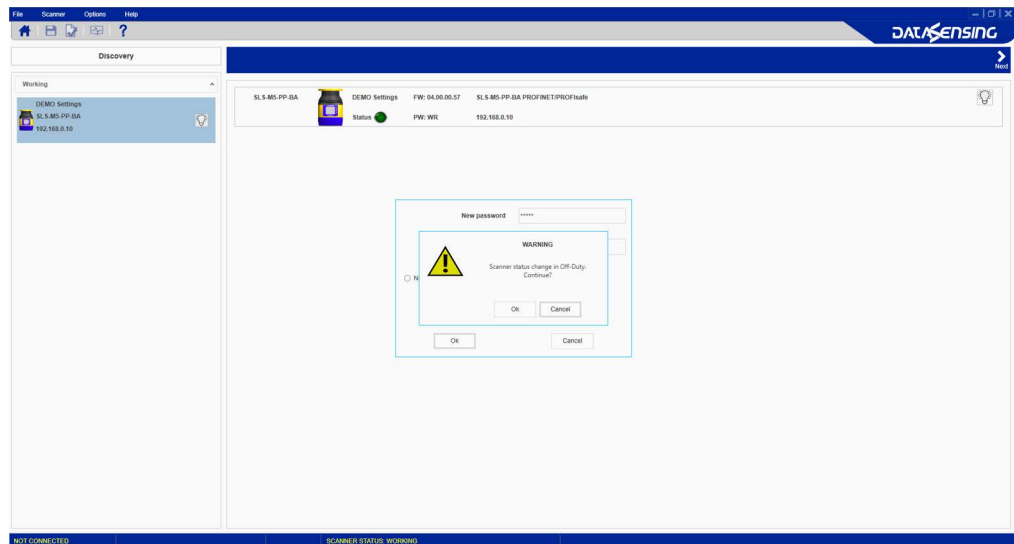 File Scanner Options Help
DATASENSING
Discovery
Next
Working
DEMO Settings
SLS-M5-PP-BA
192.168.0.10
SLS-M5-PP-BA DEMO Settings FW: 04.00.00.57 SLS-M5-PP-BA PROFINET/PROFIsafe
Status PW: WR 192.168.0.10
New password *****
WARNING
Scanner status change in Off-Duty.
Continue?
N
Ok Cancel
Ok Cancel
NOT CONNECTED SCANNER STATUS: WORKING